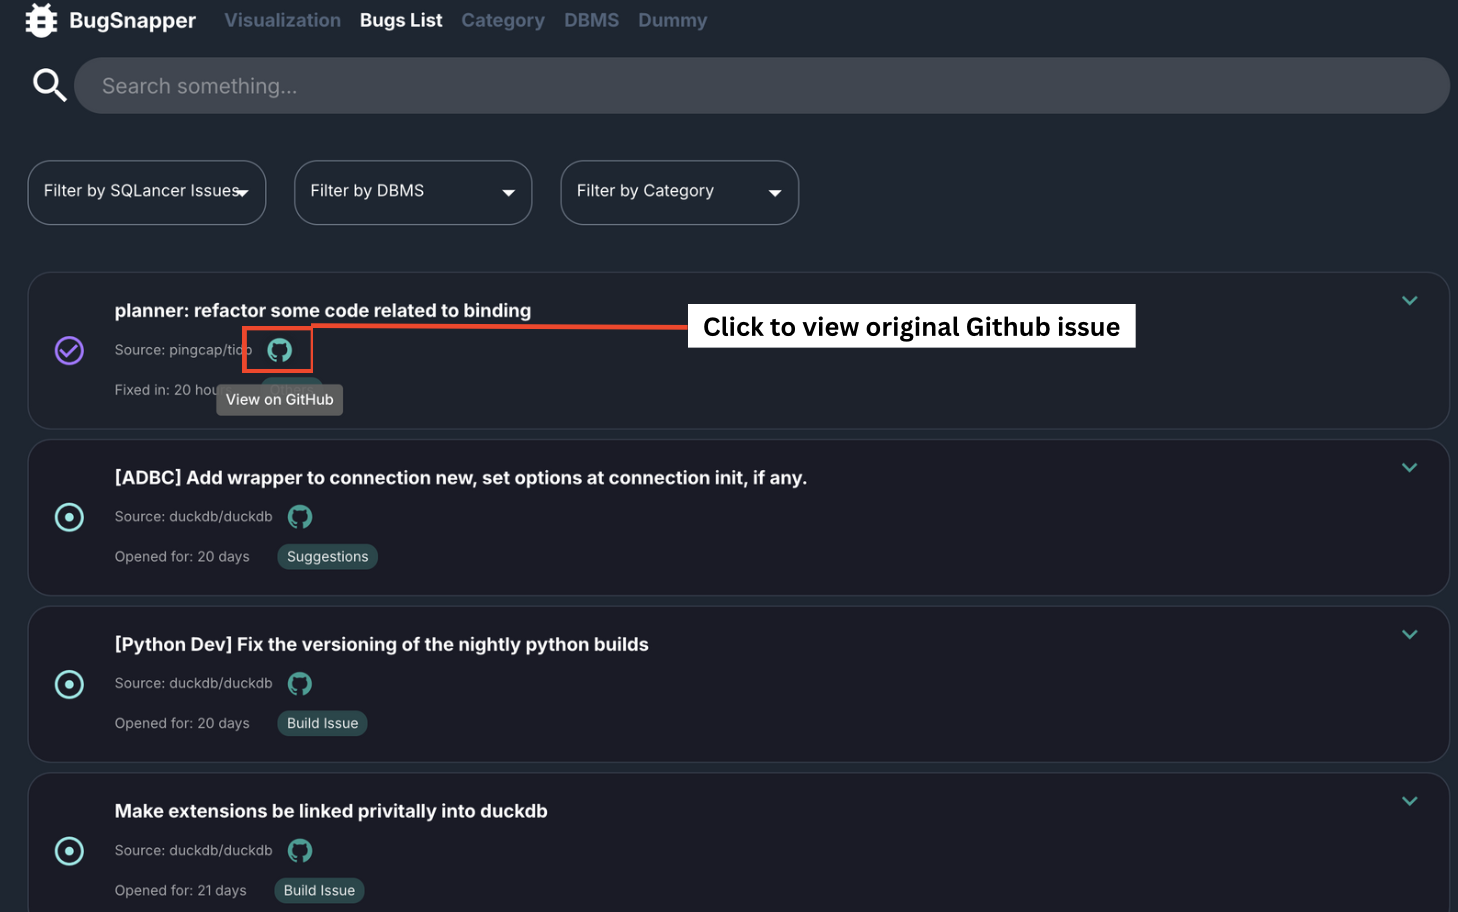 BugSnapper Visualization Bugs List Category DBMS Dummy
Search something...
Filter by SQLancer Issues Filter by DBMS Filter by Category
planner: refactor some code related to binding
Click to view original Github issue
Source: pingcap/tidb
Fixed in: 20 hours Others
View on GitHub
[ADBC] Add wrapper to connection new, set options at connection init, if any.
Source: duckdb/duckdb
Opened for: 20 days Suggestions
[Python Dev] Fix the versioning of the nightly python builds
Source: duckdb/duckdb
Opened for: 20 days Build Issue
Make extensions be linked privitally into duckdb
Source: duckdb/duckdb
Opened for: 21 days Build Issue